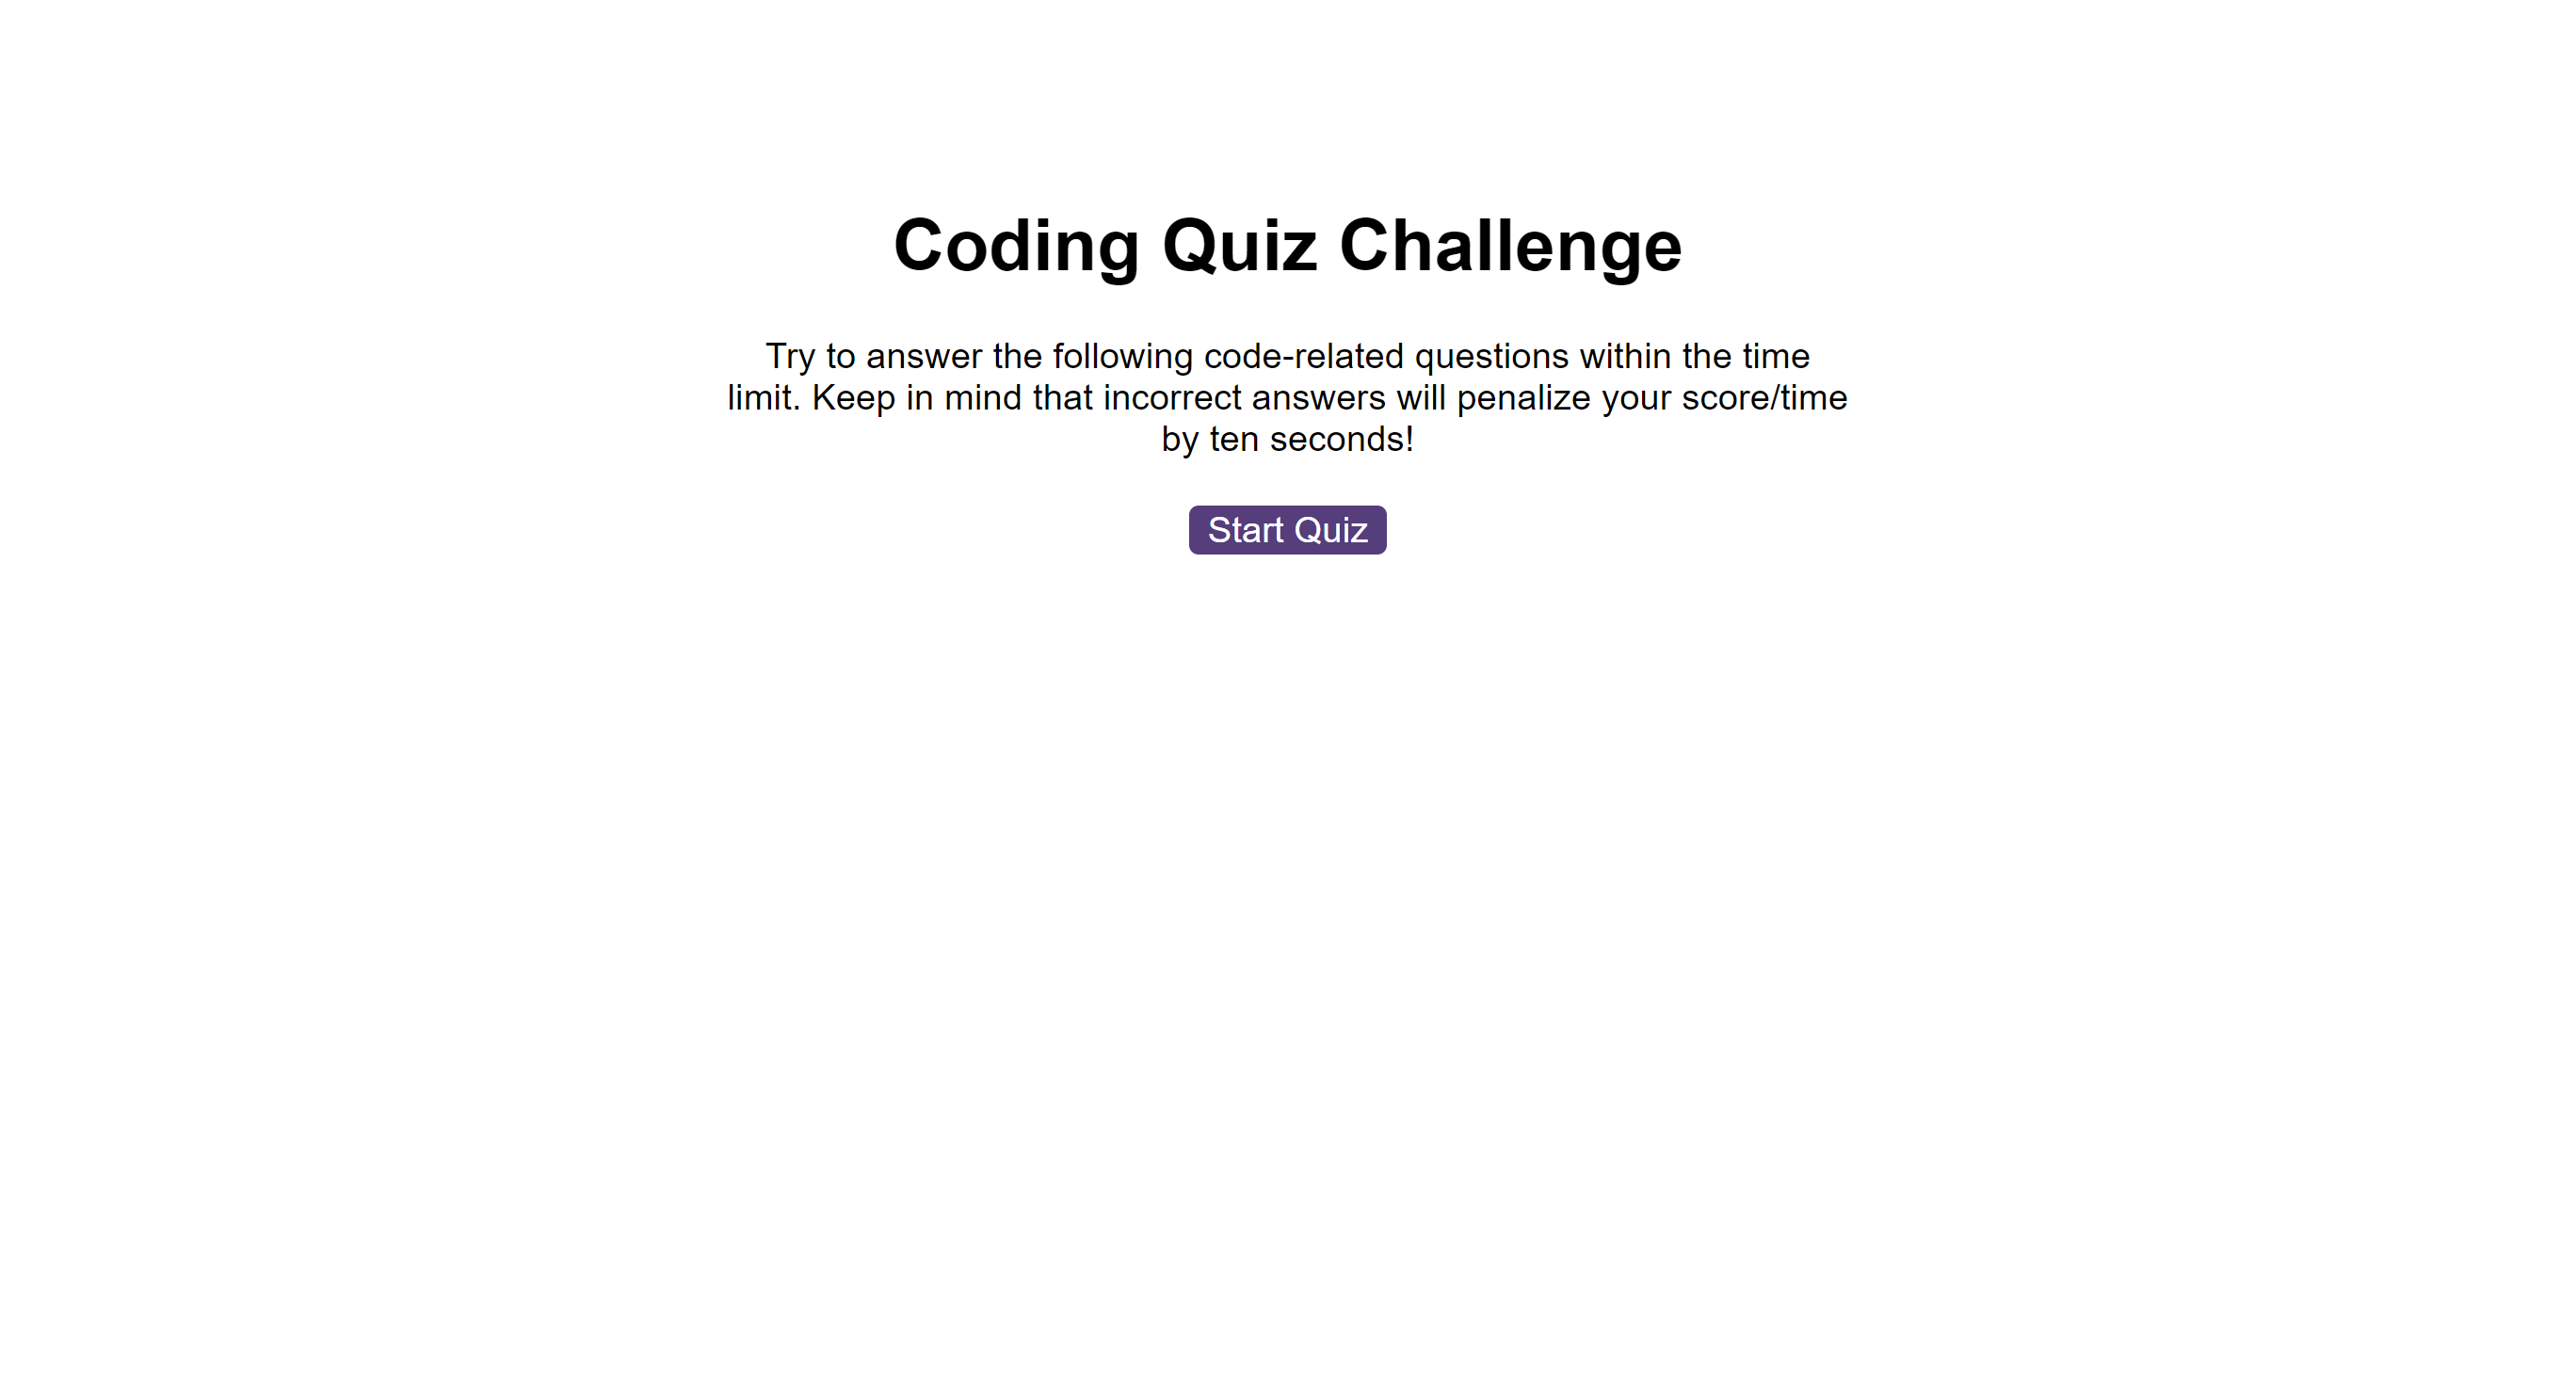 Coding Quiz Challenge
Try to answer the following code-related questions within the time
limit. Keep in mind that incorrect answers will penalize your score/time
by ten seconds!
Start Quiz